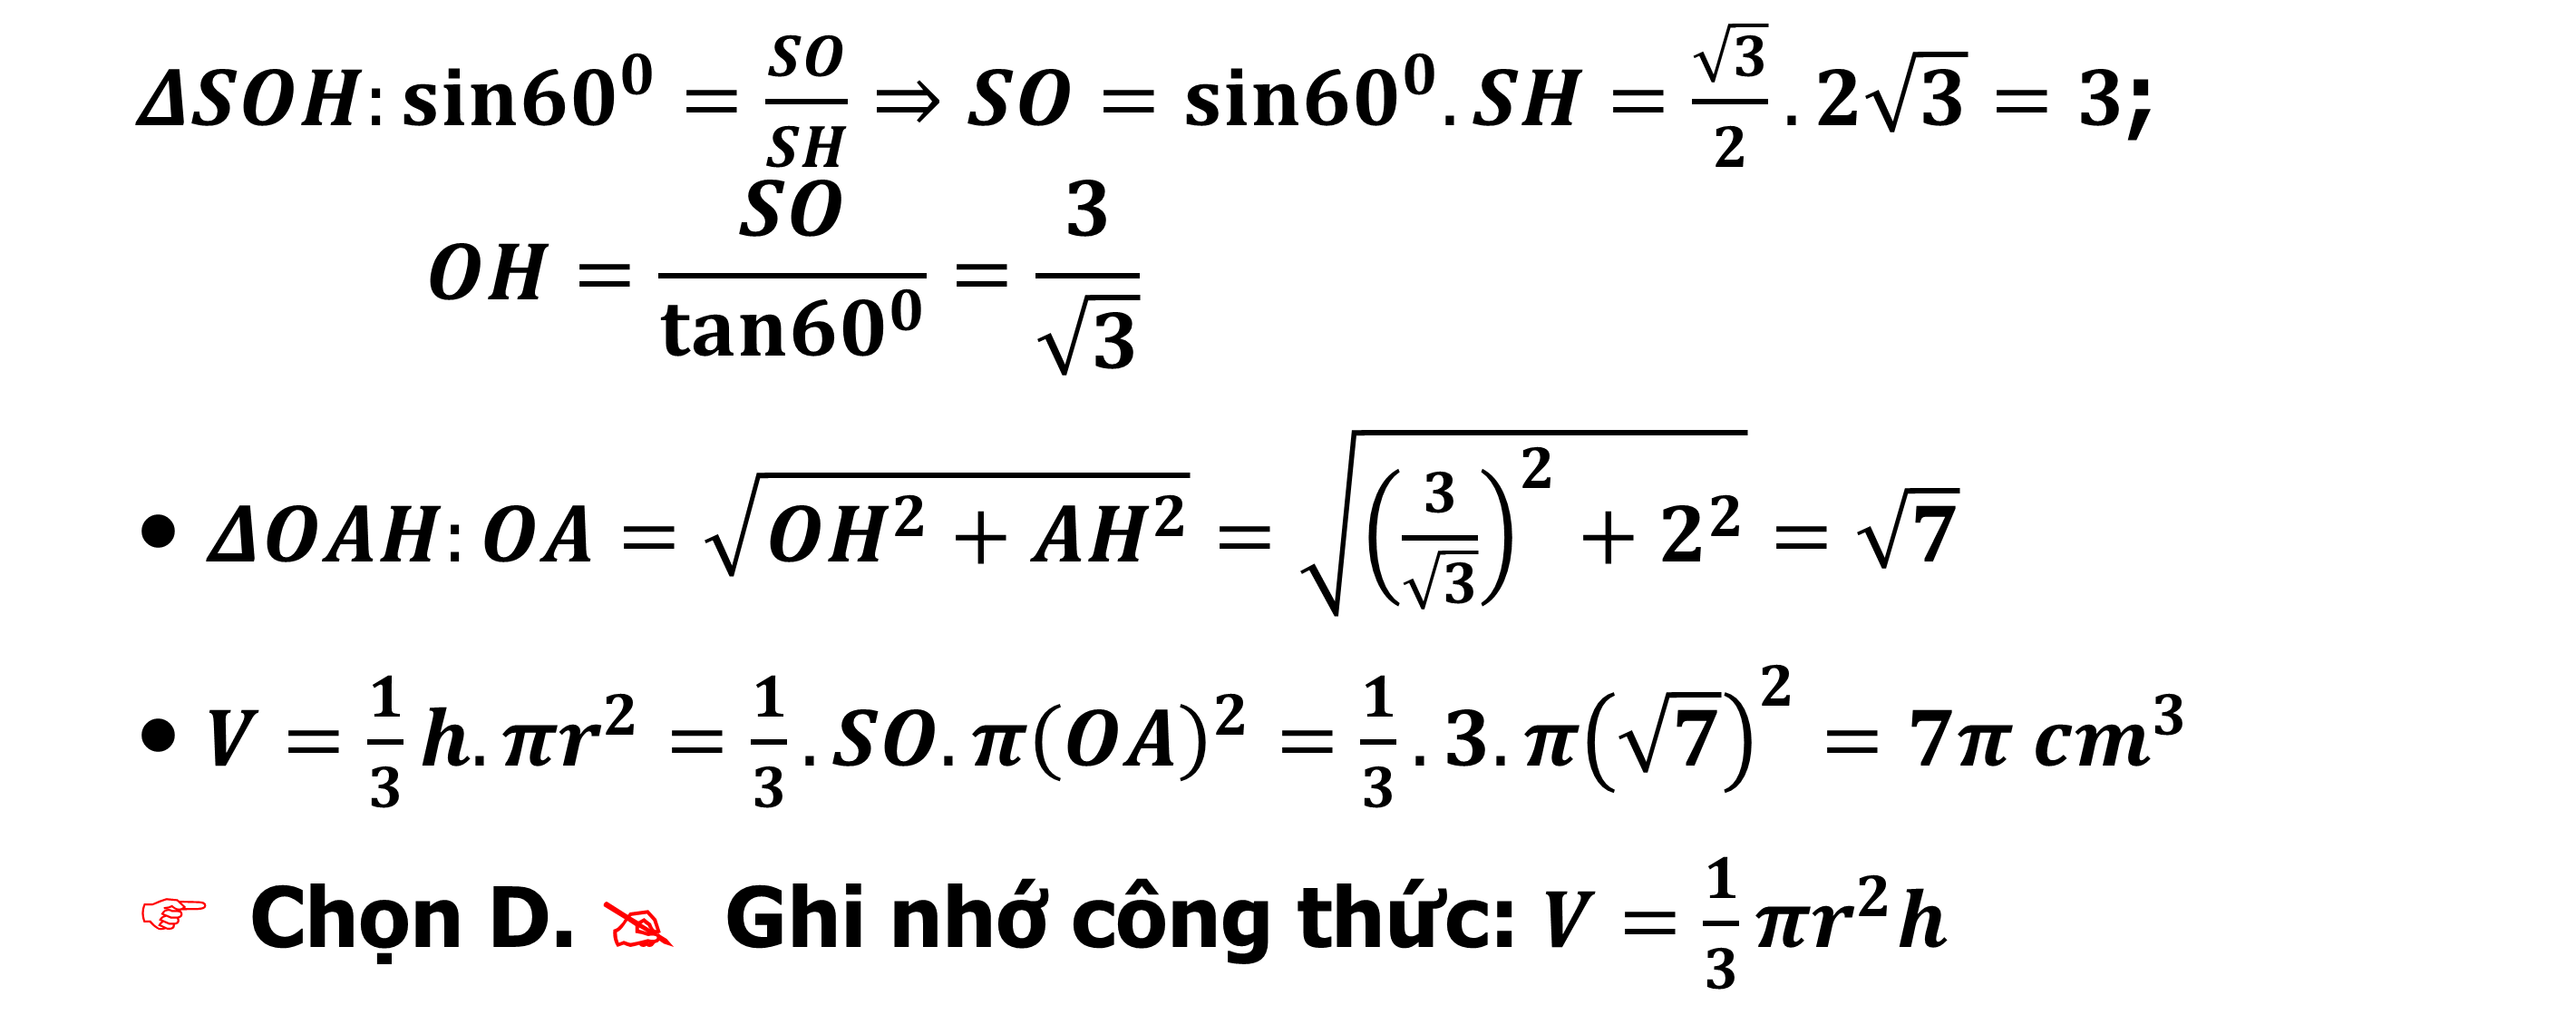 ΔSOH: sin60⁰ = SO/SH ⇒ SO = sin60⁰. SH = √3/2 . 2√3 = 3;
OH = SO/tan60⁰ = 3/√3
• ΔOAH: OA = √(OH² + AH²) = √((3/√3)² + 2²) = √7
• V = 1/3 h. πr² = 1/3 . SO. π(OA)² = 1/3 . 3. π(√7)² = 7π cm³
☞ Chọn D. ✍ Ghi nhớ công thức: V = 1/3 πr²h